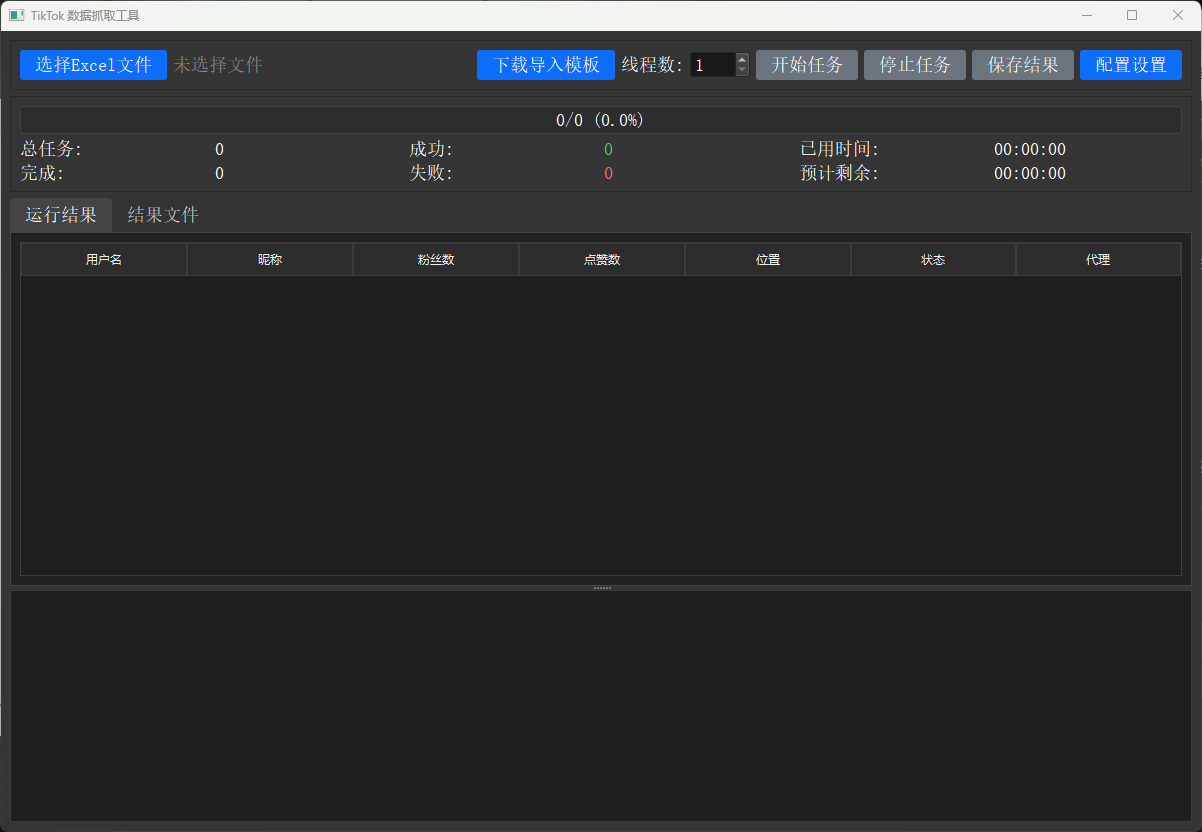 TikTok 数据抓取工具
选择Excel文件 未选择文件 下载导入模板 线程数: 1 开始任务 停止任务 保存结果 配置设置
0/0 (0.0%)
总任务: 0 成功: 0 已用时间: 00:00:00
完成: 0 失败: 0 预计剩余: 00:00:00
运行结果 结果文件
用户名 昵称 粉丝数 点赞数 位置 状态 代理